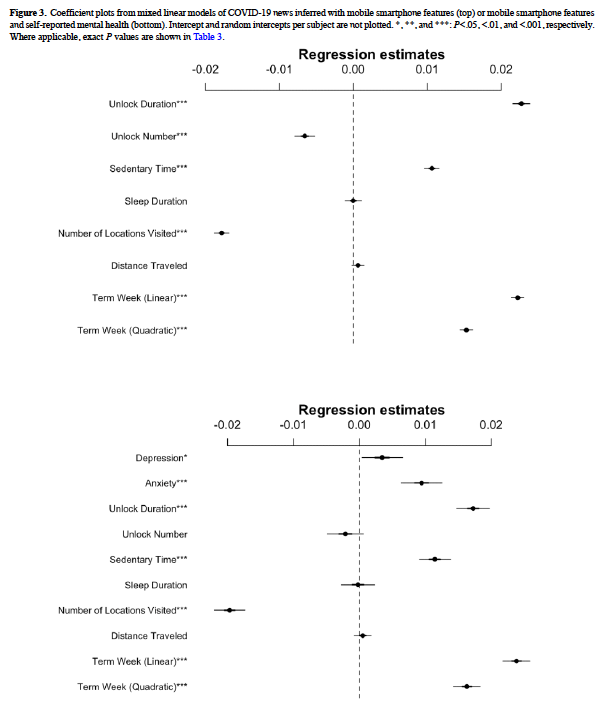 Figure 3. Coefficient plots from mixed linear models of COVID-19 news inferred with mobile smartphone features (top) or mobile smartphone features
and self-reported mental health (bottom). Intercept and random intercepts per subject are not plotted. *, **, and ***: P<.05, <.01, and <.001, respectively.
Where applicable, exact P values are shown in Table 3.
Regression estimates
-0.02 -0.01 0.00 0.01 0.02
Unlock Duration***
Unlock Number***
Sedentary Time***
Sleep Duration
Number of Locations Visited***
Distance Traveled
Term Week (Linear)***
Term Week (Quadratic)***
Regression estimates
-0.02 -0.01 0.00 0.01 0.02
Depression*
Anxiety***
Unlock Duration***
Unlock Number
Sedentary Time***
Sleep Duration
Number of Locations Visited***
Distance Traveled
Term Week (Linear)***
Term Week (Quadratic)***